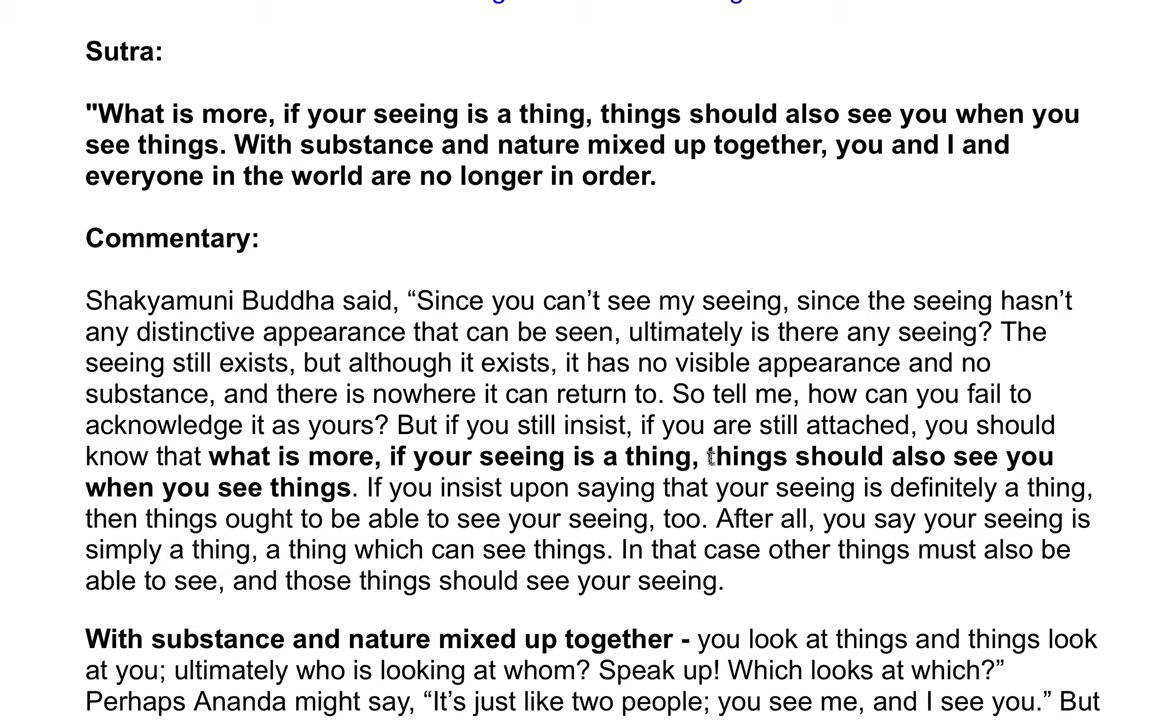 Sutra:
"What is more, if your seeing is a thing, things should also see you when you
see things. With substance and nature mixed up together, you and I and
everyone in the world are no longer in order.
Commentary:
Shakyamuni Buddha said, “Since you can’t see my seeing, since the seeing hasn’t
any distinctive appearance that can be seen, ultimately is there any seeing? The
seeing still exists, but although it exists, it has no visible appearance and no
substance, and there is nowhere it can return to. So tell me, how can you fail to
acknowledge it as yours? But if you still insist, if you are still attached, you should
know that what is more, if your seeing is a thing, things should also see you
when you see things. If you insist upon saying that your seeing is definitely a thing,
then things ought to be able to see your seeing, too. After all, you say your seeing is
simply a thing, a thing which can see things. In that case other things must also be
able to see, and those things should see your seeing.
With substance and nature mixed up together - you look at things and things look
at you; ultimately who is looking at whom? Speak up! Which looks at which?”
Perhaps Ananda might say, “It’s just like two people; you see me, and I see you.” But